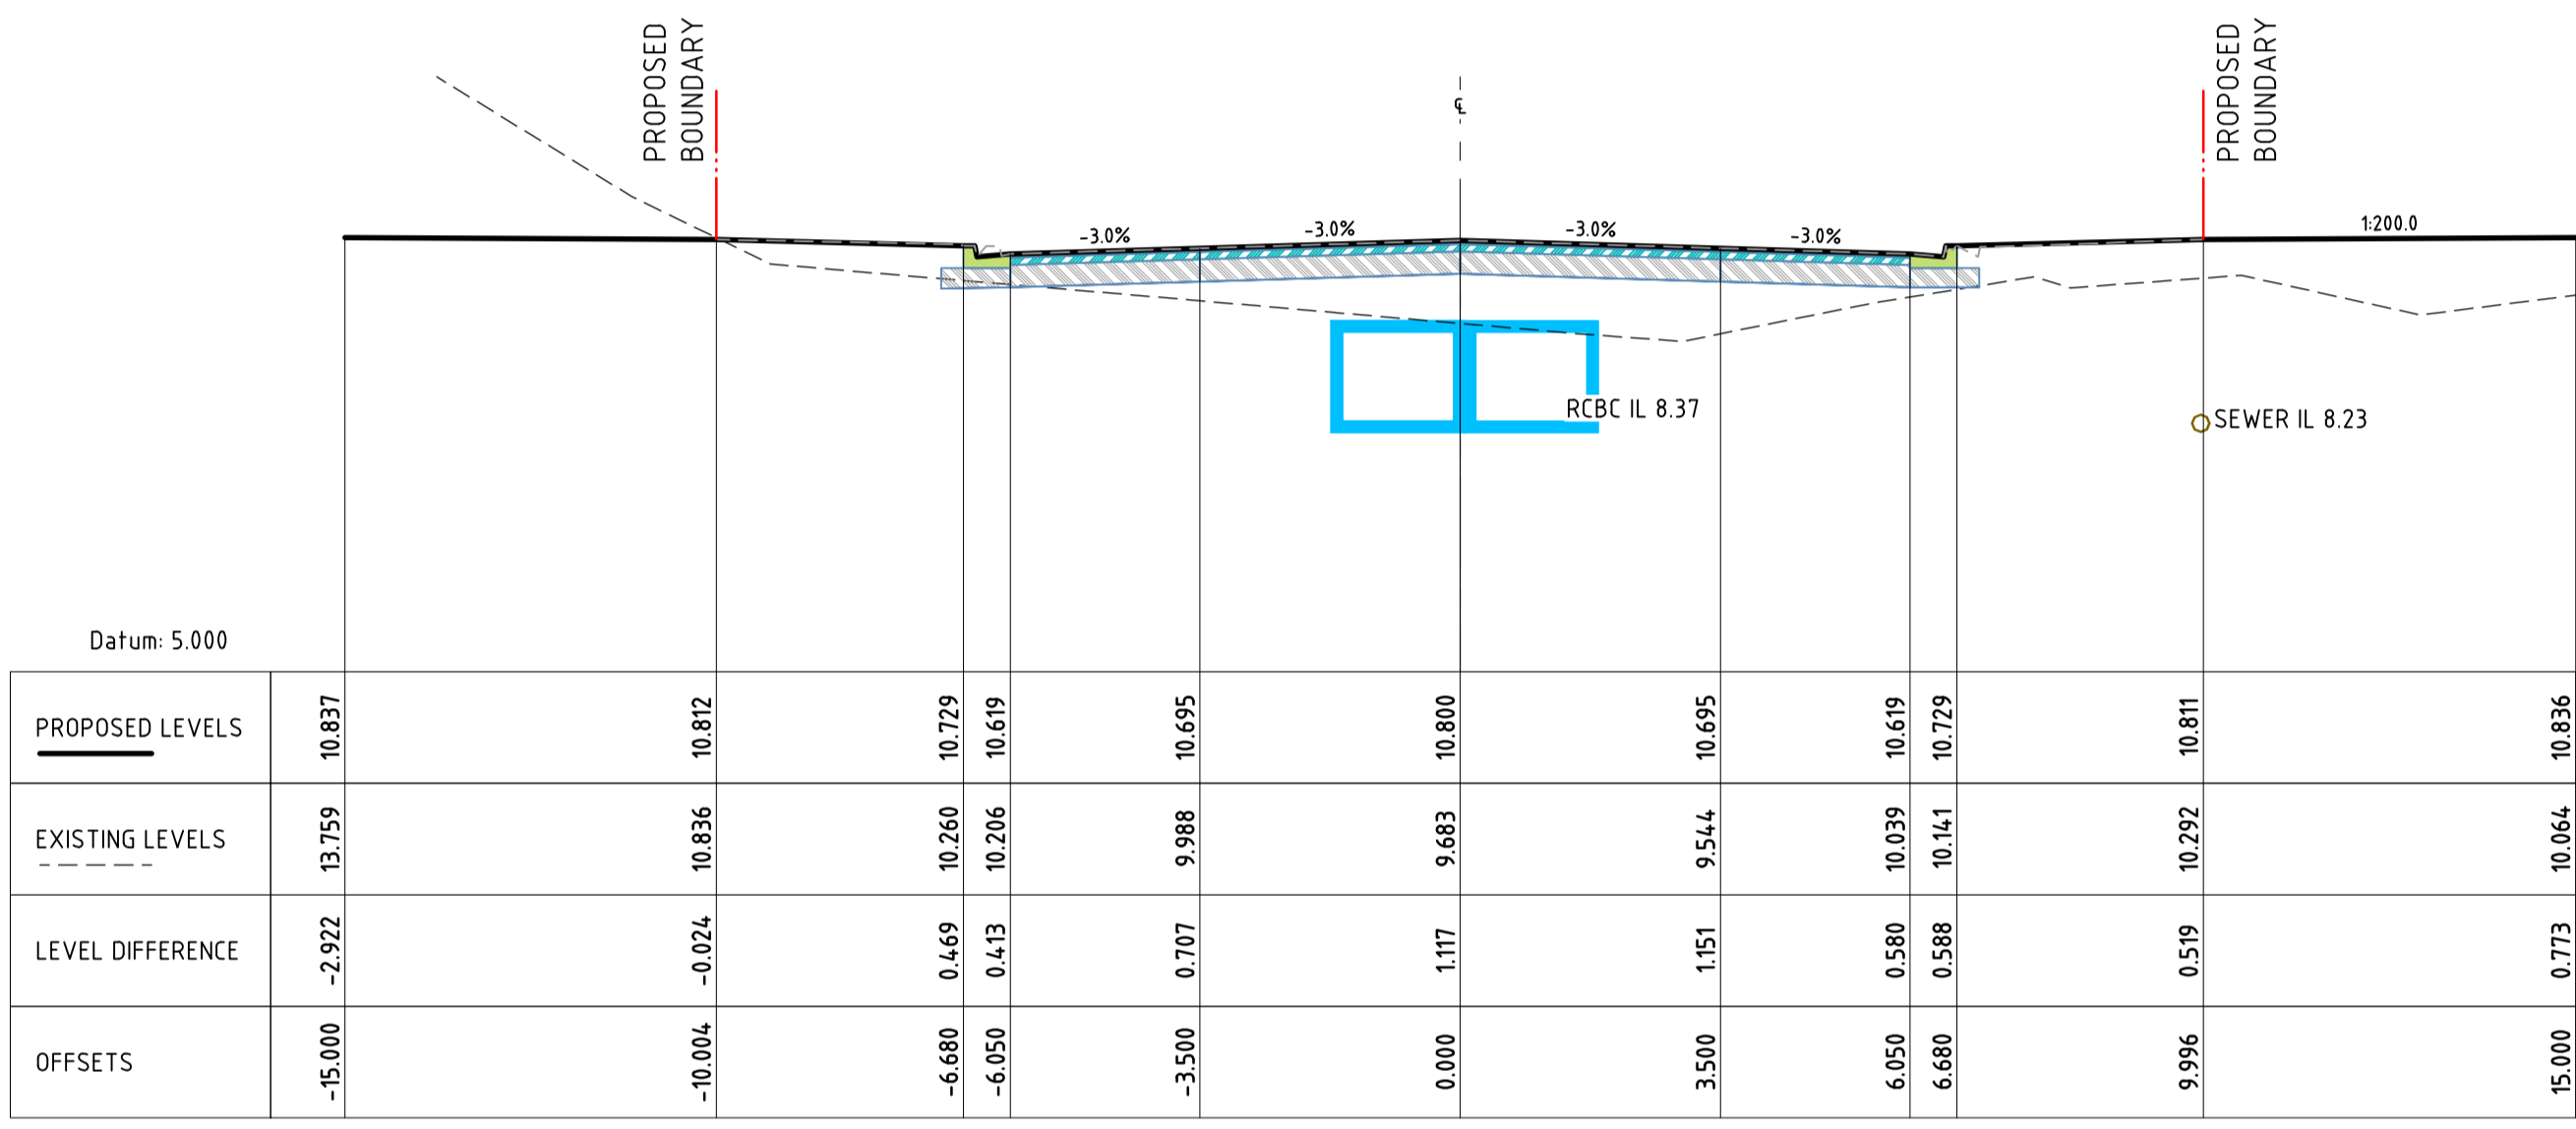 PROPOSED
BOUNDARY
℄
PROPOSED
BOUNDARY
-3.0%
-3.0%
-3.0%
-3.0%
1:200.0
RCBC IL 8.37
SEWER IL 8.23
Datum: 5.000
PROPOSED LEVELS 10.837 10.812 10.729 10.619 10.695 10.800 10.695 10.619 10.729 10.811 10.836
EXISTING LEVELS 13.759 10.836 10.260 10.206 9.988 9.683 9.544 10.039 10.141 10.292 10.064
LEVEL DIFFERENCE -2.922 -0.024 0.469 0.413 0.707 1.117 1.151 0.580 0.588 0.519 0.773
OFFSETS -15.000 -10.004 -6.680 -6.050 -3.500 0.000 3.500 6.050 6.680 9.996 15.000